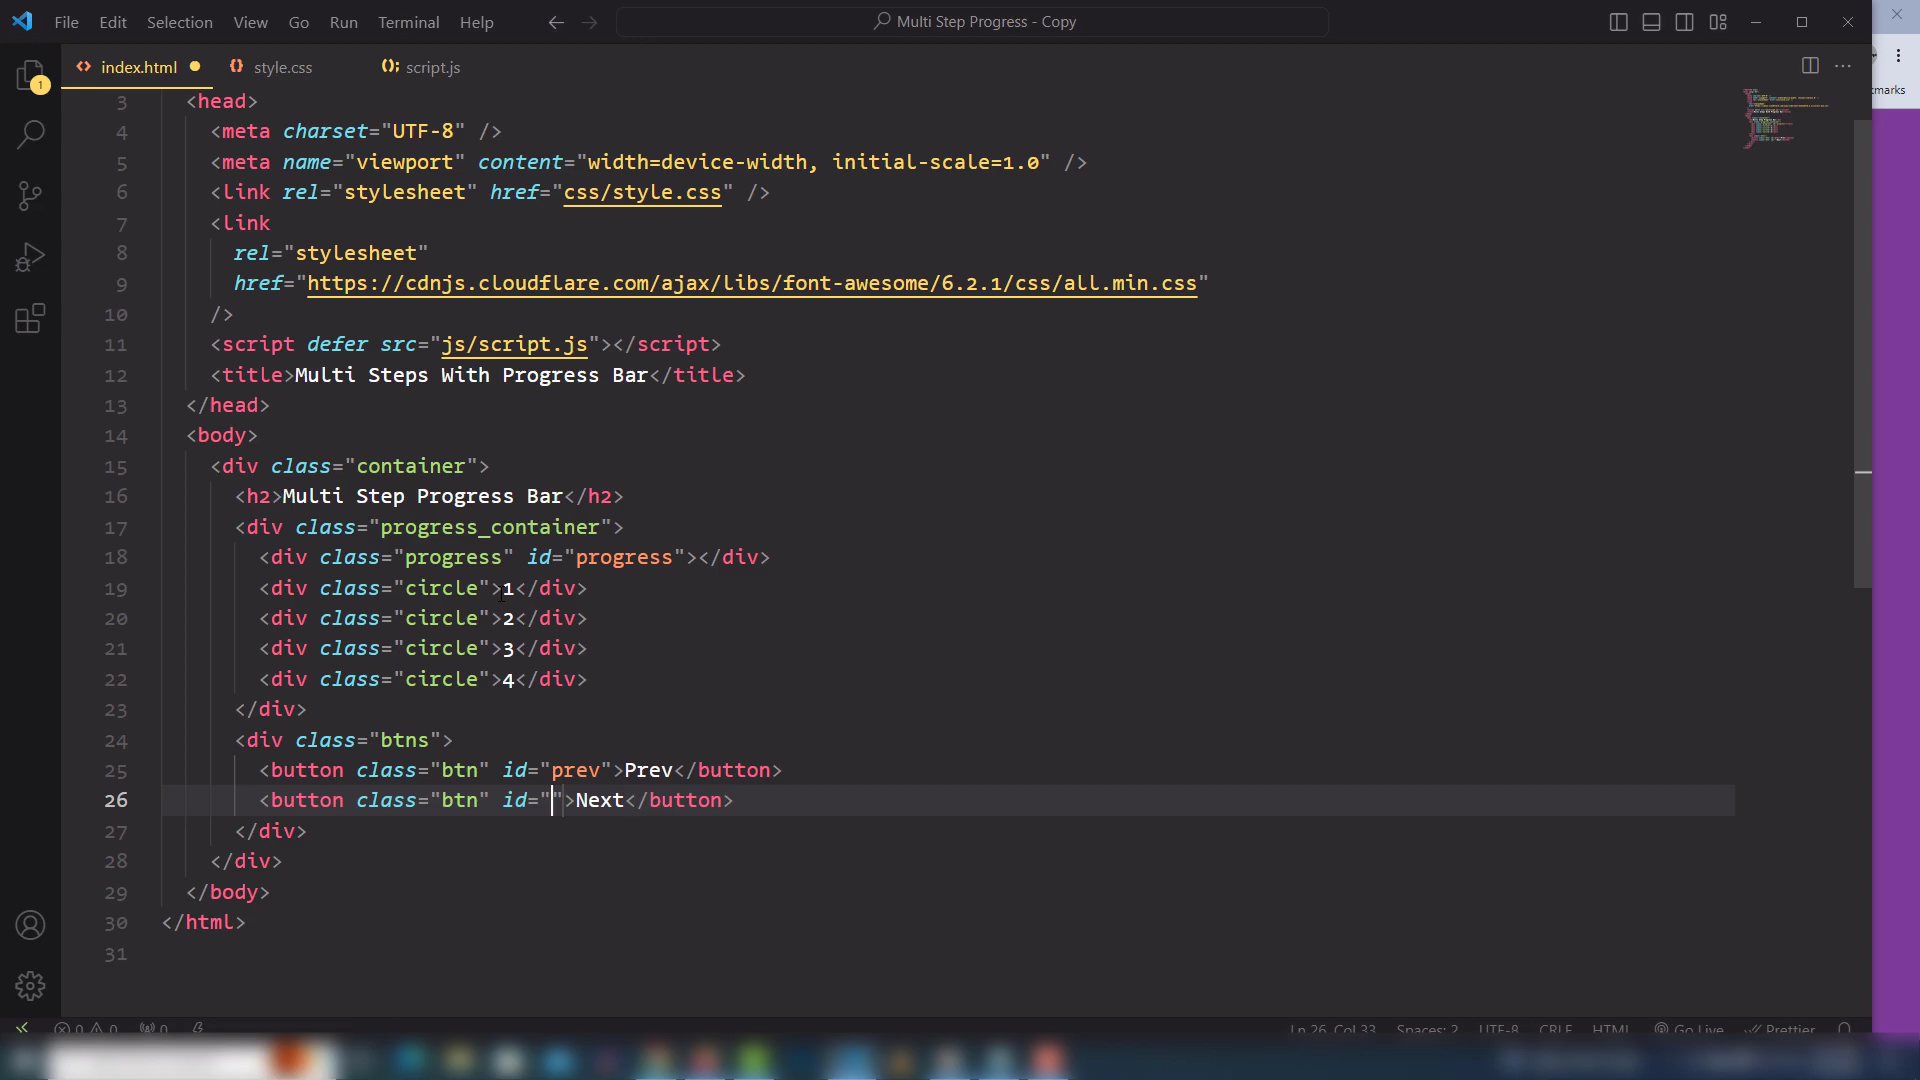 File Edit Selection View Go Run Terminal Help Multi Step Progress - Copy
index.html style.css script.js
kmarks
1
3 <head>
4 <meta charset="UTF-8" />
5 <meta name="viewport" content="width=device-width, initial-scale=1.0" />
6 <link rel="stylesheet" href="css/style.css" />
7 <link
8 rel="stylesheet"
9 href="https://cdnjs.cloudflare.com/ajax/libs/font-awesome/6.2.1/css/all.min.css"
10 />
11 <script defer src="js/script.js"></script>
12 <title>Multi Steps With Progress Bar</title>
13 </head>
14 <body>
15 <div class="container">
16 <h2>Multi Step Progress Bar</h2>
17 <div class="progress_container">
18 <div class="progress" id="progress"></div>
19 <div class="circle">1</div>
20 <div class="circle">2</div>
21 <div class="circle">3</div>
22 <div class="circle">4</div>
23 </div>
24 <div class="btns">
25 <button class="btn" id="prev">Prev</button>
26 <button class="btn" id="">Next</button>
27 </div>
28 </div>
29 </body>
30 </html>
31
0 0 0 Ln 26, Col 33 Spaces: 2 UTF-8 CRLF HTML Go Live Prettier